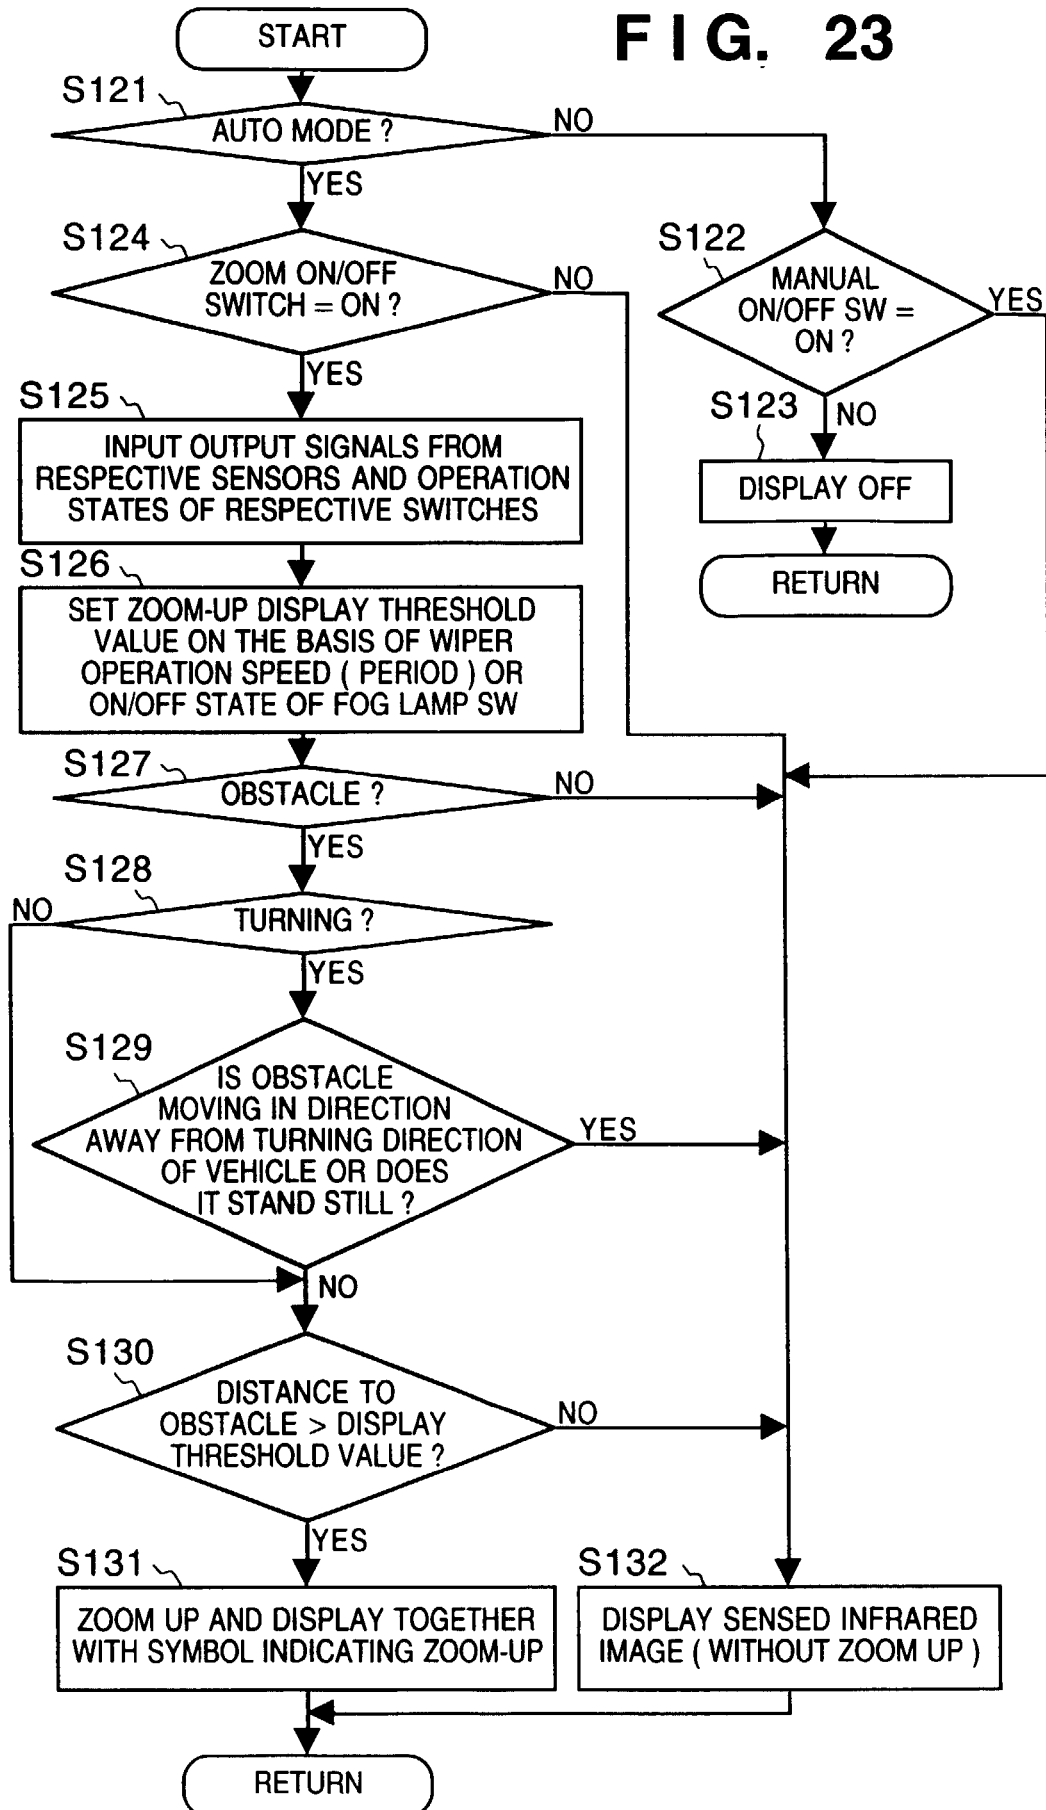 FIG. 23
START
S121
AUTO MODE ?
NO
YES
S124
ZOOM ON/OFF
SWITCH = ON ?
NO
YES
S122
MANUAL
ON/OFF SW =
ON ?
YES
NO
S123
DISPLAY OFF
RETURN
S125
INPUT OUTPUT SIGNALS FROM
RESPECTIVE SENSORS AND OPERATION
STATES OF RESPECTIVE SWITCHES
S126
SET ZOOM-UP DISPLAY THRESHOLD
VALUE ON THE BASIS OF WIPER
OPERATION SPEED ( PERIOD ) OR
ON/OFF STATE OF FOG LAMP SW
S127
OBSTACLE ?
NO
YES
S128
NO
TURNING ?
YES
S129
IS OBSTACLE
MOVING IN DIRECTION
AWAY FROM TURNING DIRECTION
OF VEHICLE OR DOES
IT STAND STILL ?
YES
NO
S130
DISTANCE TO
OBSTACLE > DISPLAY
THRESHOLD VALUE ?
NO
YES
S131
ZOOM UP AND DISPLAY TOGETHER
WITH SYMBOL INDICATING ZOOM-UP
S132
DISPLAY SENSED INFRARED
IMAGE ( WITHOUT ZOOM UP )
RETURN